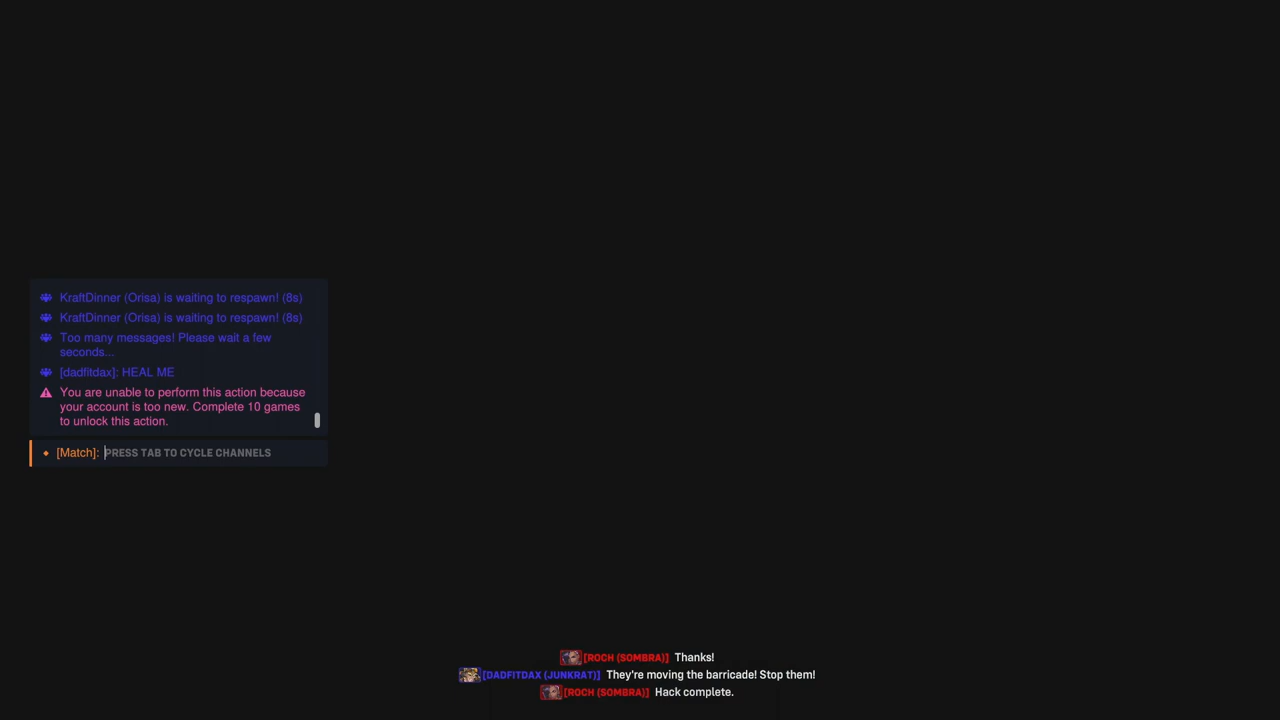 KraftDinner (Orisa) is waiting to respawn! (8s)
KraftDinner (Orisa) is waiting to respawn! (8s)
Too many messages! Please wait a few
seconds...
[dadfitdax]: HEAL ME
You are unable to perform this action because
your account is too new. Complete 10 games
to unlock this action.
[Match]: PRESS TAB TO CYCLE CHANNELS
[ROCH (SOMBRA)] Thanks!
[DADFITDAX (JUNKRAT)] They're moving the barricade! Stop them!
[ROCH (SOMBRA)] Hack complete.